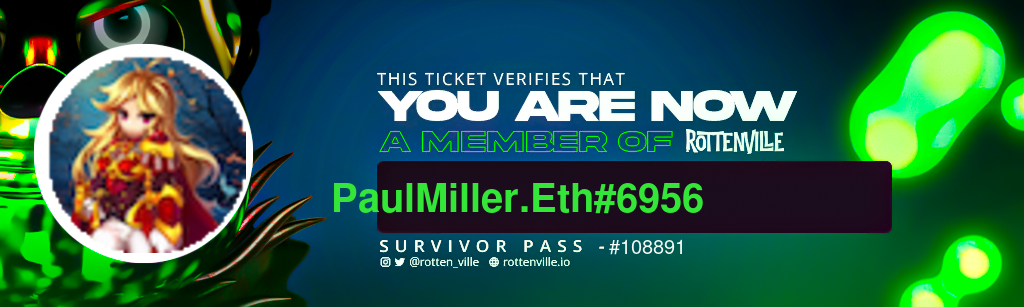 THIS TICKET VERIFIES THAT
YOU ARE NOW
A MEMBER OF ROTTENVILLE
PaulMiller.Eth#6956
SURVIVOR PASS - #108891
@rotten_ville rottenville.io